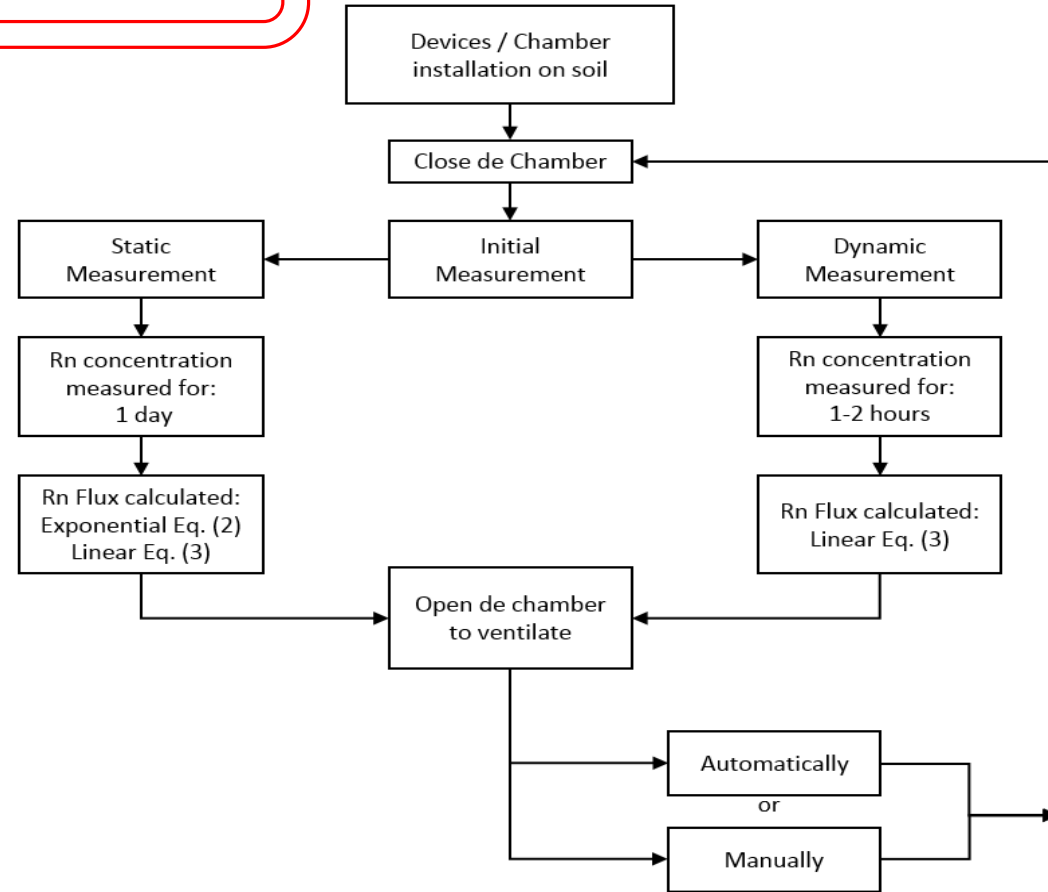 Devices / Chamber
installation on soil
Close de Chamber
Static
Measurement
Initial
Measurement
Dynamic
Measurement
Rn concentration
measured for:
1 day
Rn concentration
measured for:
1-2 hours
Rn Flux calculated:
Exponential Eq. (2)
Linear Eq. (3)
Rn Flux calculated:
Linear Eq. (3)
Open de chamber
to ventilate
Automatically
or
Manually